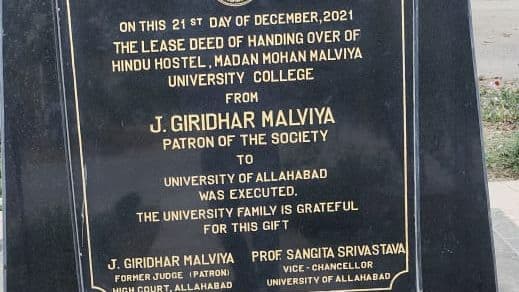 ON THIS 21ST DAY OF DECEMBER,2021
THE LEASE DEED OF HANDING OVER OF
HINDU HOSTEL, MADAN MOHAN MALVIYA
UNIVERSITY COLLEGE
FROM
J. GIRIDHAR MALVIYA
PATRON OF THE SOCIETY
TO
UNIVERSITY OF ALLAHABAD
WAS EXECUTED.
THE UNIVERSITY FAMILY IS GRATEFUL
FOR THIS GIFT
J. GIRIDHAR MALVIYA
FORMER JUDGE (PATRON)
HIGH COURT, ALLAHABAD
PROF SANGITA SRIVASTAVA
VICE-CHANCELLOR
UNIVERSITY OF ALLAHABAD